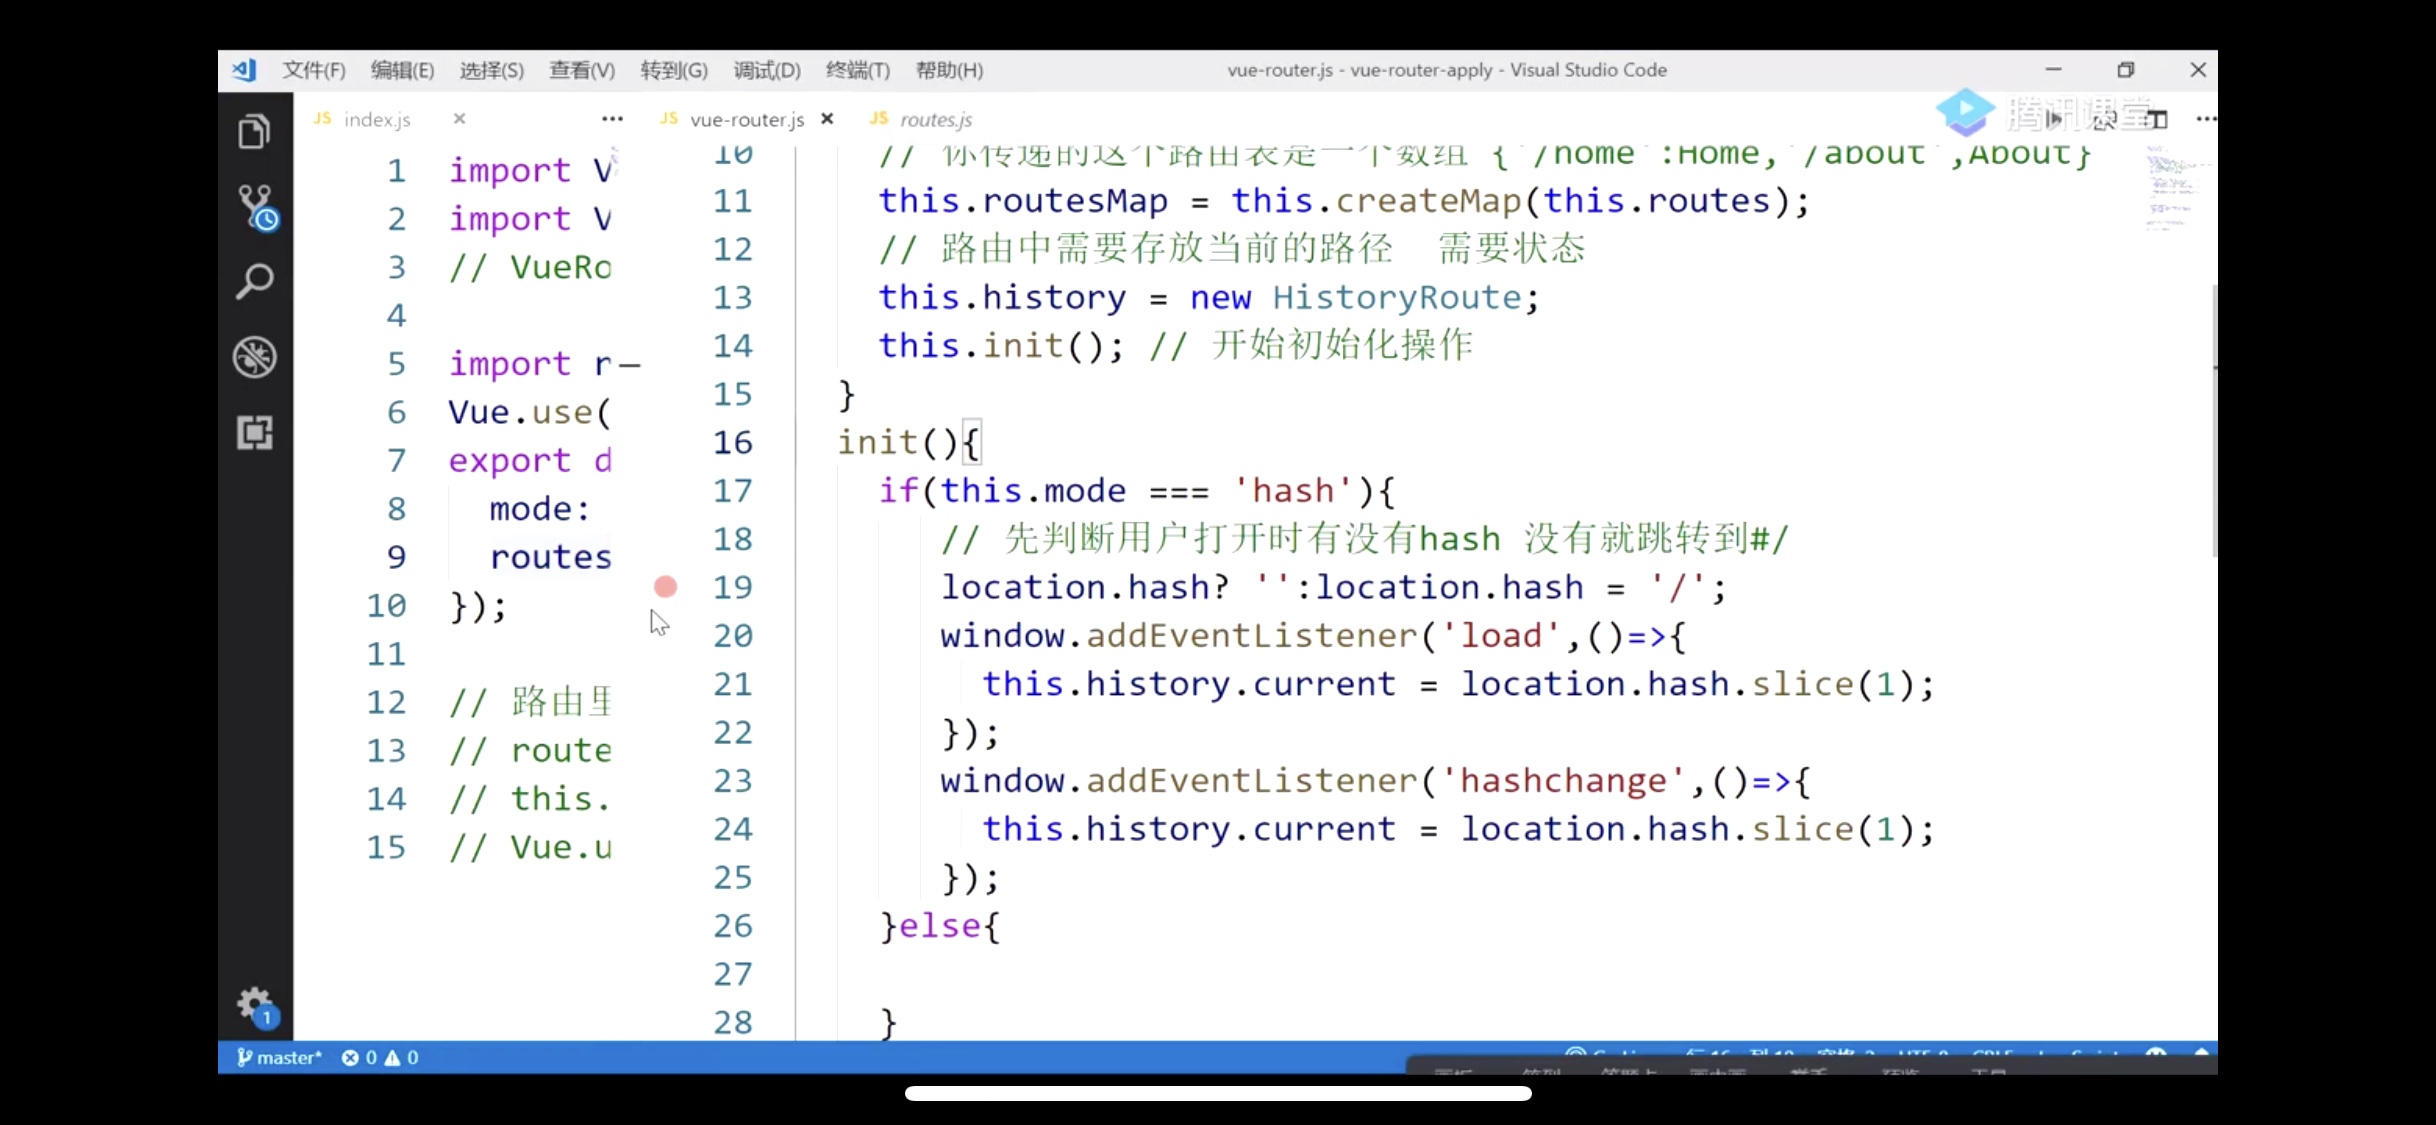 文件(F) 编辑(E) 选择(S) 查看(V) 转到(G) 调试(D) 终端(T) 帮助(H) vue-router.js - vue-router-apply - Visual Studio Code
腾讯课堂
JS index.js × ··· JS vue-router.js × JS routes.js ···
1 import V
2 import V
3 // VueRo
4
5 import r
6 Vue.use(
7 export d
8 mode:
9 routes
10 });
11
12 // 路由里
13 // route
14 // this.
15 // Vue.u
10 // 你传递的这个路由表是一个数组 {'/home':Home,'/about',About}
11 this.routesMap = this.createMap(this.routes);
12 // 路由中需要存放当前的路径 需要状态
13 this.history = new HistoryRoute;
14 this.init(); // 开始初始化操作
15 }
16 init(){
17 if(this.mode === 'hash'){
18 // 先判断用户打开时有没有hash 没有就跳转到#/
19 location.hash? '':location.hash = '/';
20 window.addEventListener('load',()=>{
21 this.history.current = location.hash.slice(1);
22 });
23 window.addEventListener('hashchange',()=>{
24 this.history.current = location.hash.slice(1);
25 });
26 }else{
27
28 }
1
master* 0 0